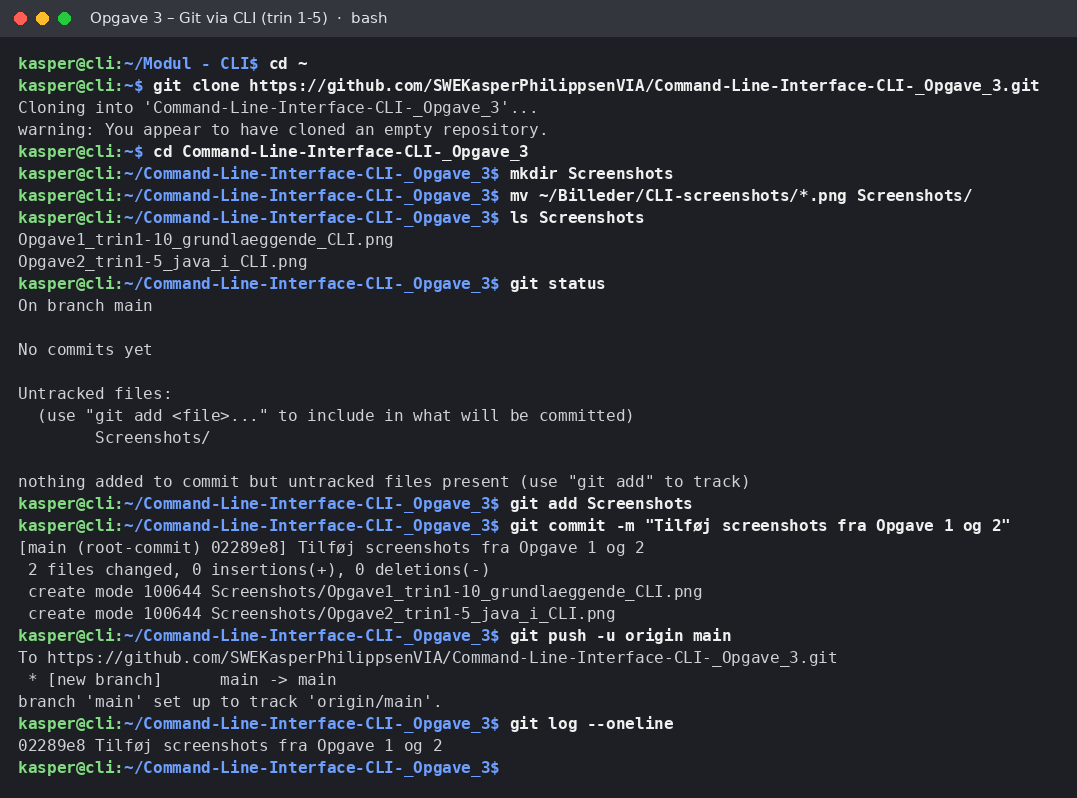 Opgave 3 – Git via CLI (trin 1-5)  ·  bash
kasper@cli:~/Modul - CLI$ cd ~
kasper@cli:~$ git clone https://github.com/SWEKasperPhilippsenVIA/Command-Line-Interface-CLI-_Opgave_3.git
Cloning into 'Command-Line-Interface-CLI-_Opgave_3'...
warning: You appear to have cloned an empty repository.
kasper@cli:~$ cd Command-Line-Interface-CLI-_Opgave_3
kasper@cli:~/Command-Line-Interface-CLI-_Opgave_3$ mkdir Screenshots
kasper@cli:~/Command-Line-Interface-CLI-_Opgave_3$ mv ~/Billeder/CLI-screenshots/*.png Screenshots/
kasper@cli:~/Command-Line-Interface-CLI-_Opgave_3$ ls Screenshots
Opgave1_trin1-10_grundlaeggende_CLI.png
Opgave2_trin1-5_java_i_CLI.png
kasper@cli:~/Command-Line-Interface-CLI-_Opgave_3$ git status
On branch main

No commits yet

Untracked files:
  (use "git add <file>..." to include in what will be committed)
        Screenshots/

nothing added to commit but untracked files present (use "git add" to track)
kasper@cli:~/Command-Line-Interface-CLI-_Opgave_3$ git add Screenshots
kasper@cli:~/Command-Line-Interface-CLI-_Opgave_3$ git commit -m "Tilføj screenshots fra Opgave 1 og 2"
[main (root-commit) 02289e8] Tilføj screenshots fra Opgave 1 og 2
 2 files changed, 0 insertions(+), 0 deletions(-)
 create mode 100644 Screenshots/Opgave1_trin1-10_grundlaeggende_CLI.png
 create mode 100644 Screenshots/Opgave2_trin1-5_java_i_CLI.png
kasper@cli:~/Command-Line-Interface-CLI-_Opgave_3$ git push -u origin main
To https://github.com/SWEKasperPhilippsenVIA/Command-Line-Interface-CLI-_Opgave_3.git
 * [new branch]      main -> main
branch 'main' set up to track 'origin/main'.
kasper@cli:~/Command-Line-Interface-CLI-_Opgave_3$ git log --oneline
02289e8 Tilføj screenshots fra Opgave 1 og 2
kasper@cli:~/Command-Line-Interface-CLI-_Opgave_3$